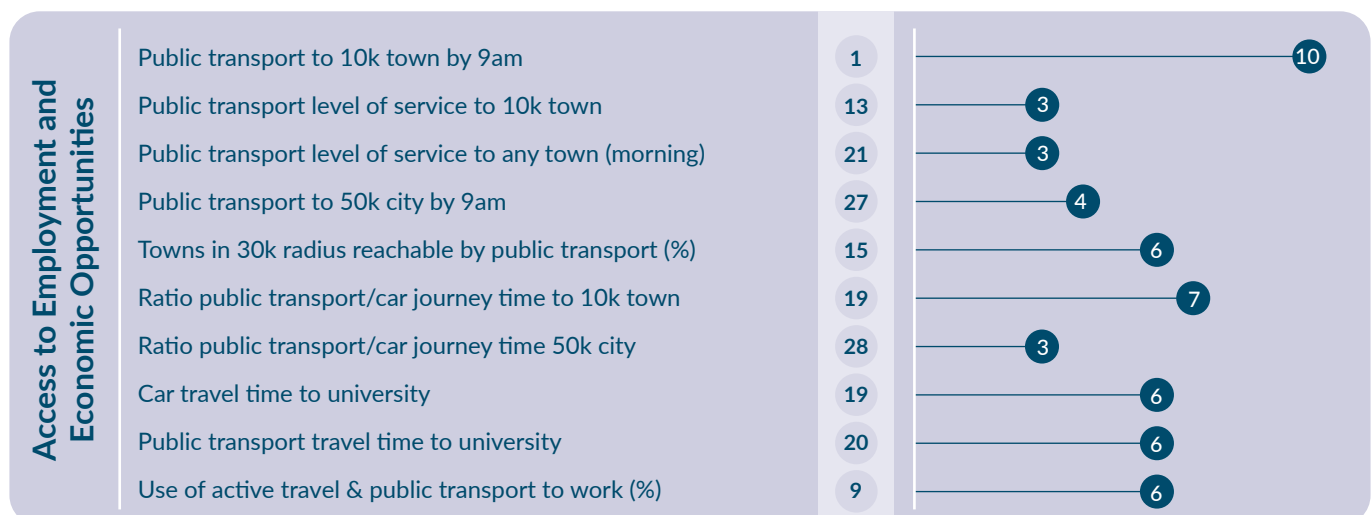 Access to Employment and
Economic Opportunities
Public transport to 10k town by 9am 1 10
Public transport level of service to 10k town 13 3
Public transport level of service to any town (morning) 21 3
Public transport to 50k city by 9am 27 4
Towns in 30k radius reachable by public transport (%) 15 6
Ratio public transport/car journey time to 10k town 19 7
Ratio public transport/car journey time 50k city 28 3
Car travel time to university 19 6
Public transport travel time to university 20 6
Use of active travel & public transport to work (%) 9 6